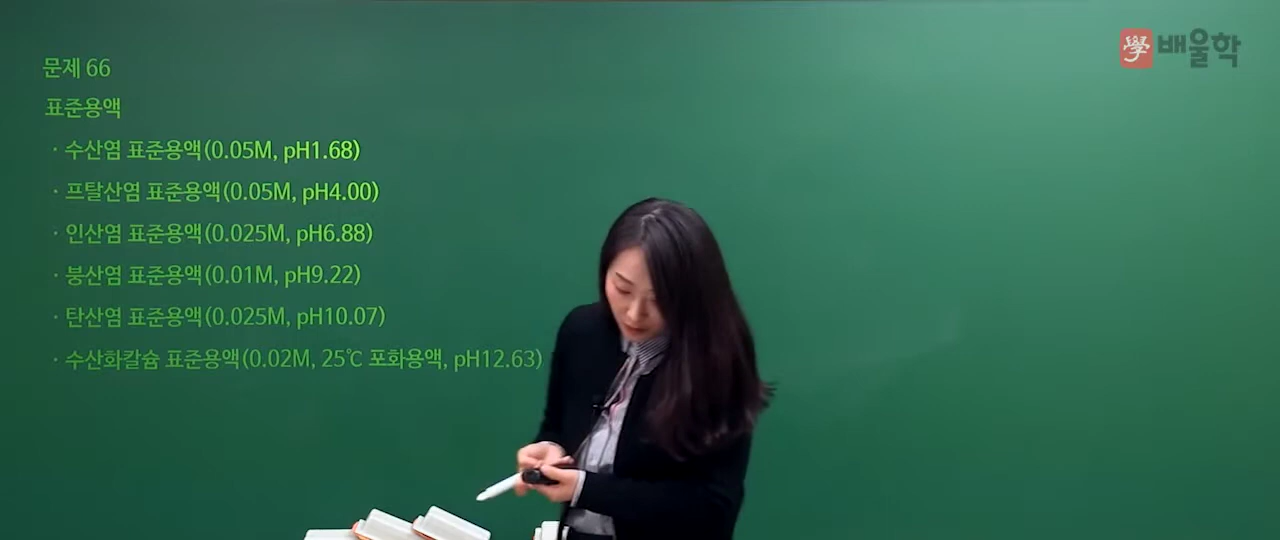 學 배울학
문제 66
표준용액
· 수산염 표준용액(0.05M, pH1.68)
· 프탈산염 표준용액(0.05M, pH4.00)
· 인산염 표준용액(0.025M, pH6.88)
· 붕산염 표준용액(0.01M, pH9.22)
· 탄산염 표준용액(0.025M, pH10.07)
· 수산화칼슘 표준용액(0.02M, 25℃ 포화용액, pH12.63)